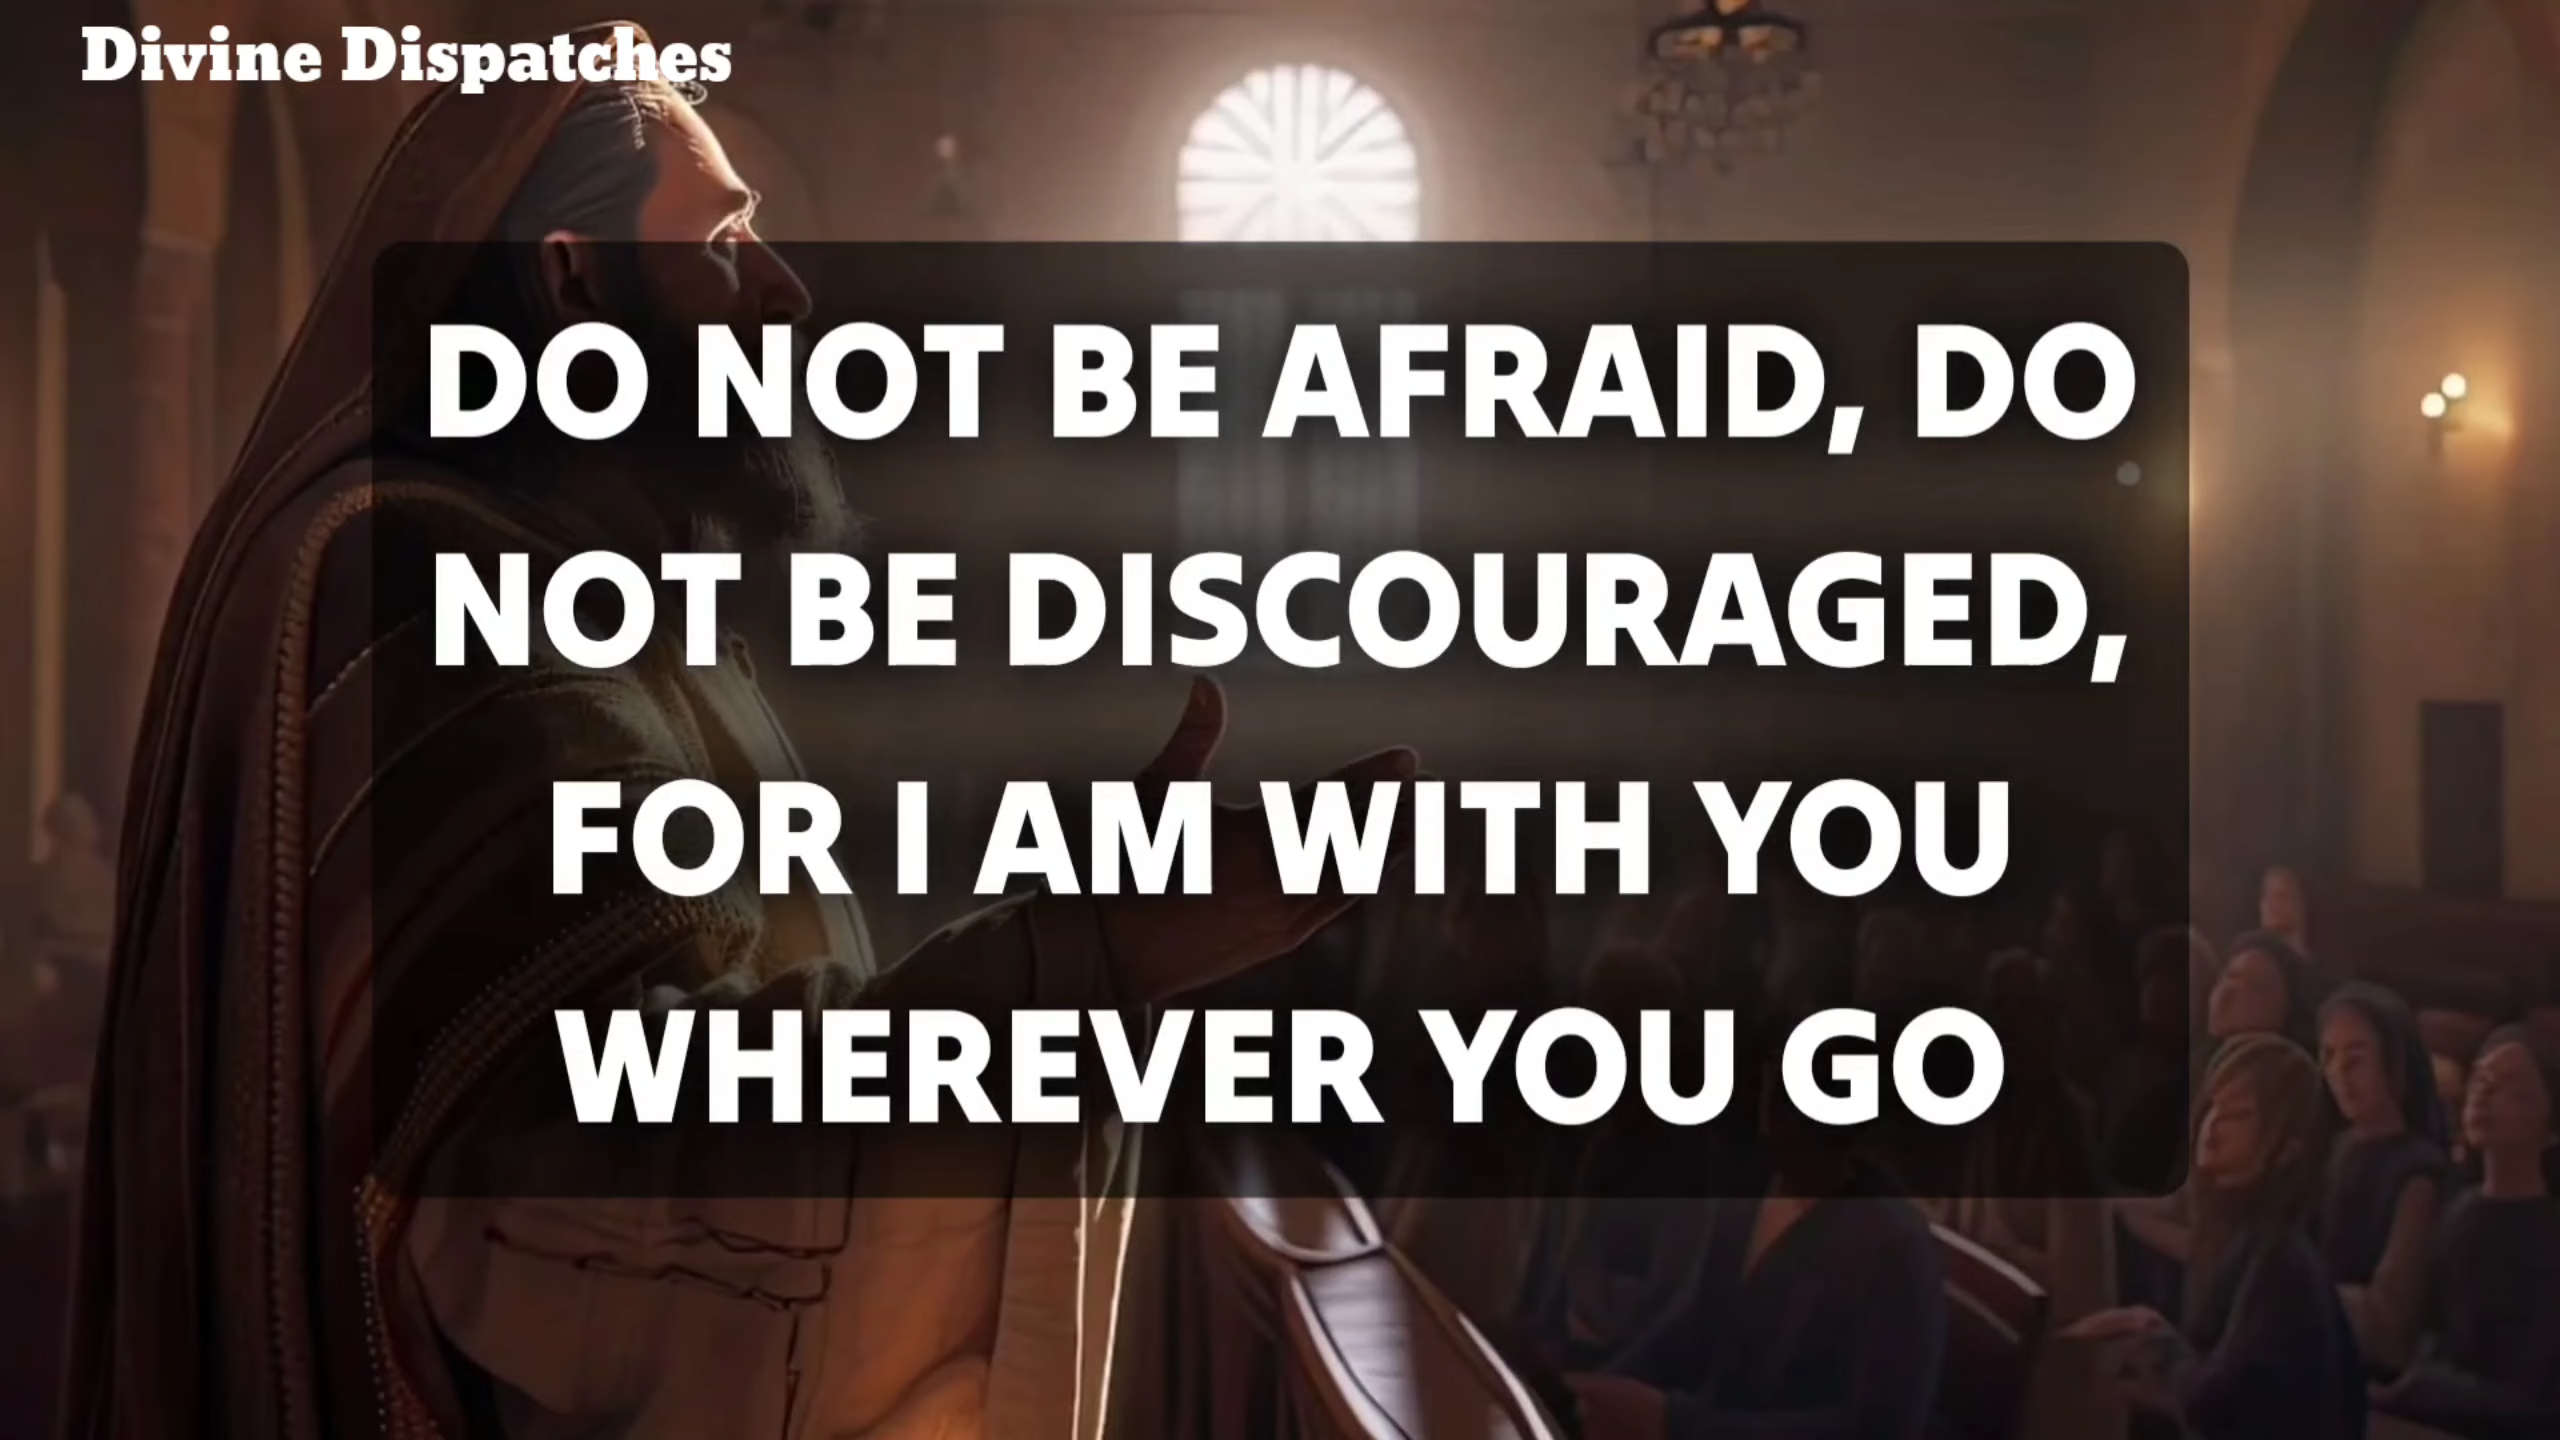 Divine Dispatches
DO NOT BE AFRAID, DO
NOT BE DISCOURAGED,
FOR I AM WITH YOU
WHEREVER YOU GO